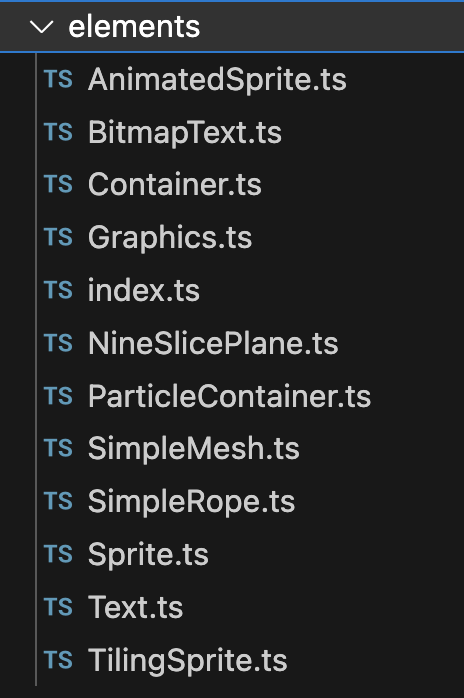 elements
TS AnimatedSprite.ts
TS BitmapText.ts
TS Container.ts
TS Graphics.ts
TS index.ts
TS NineSlicePlane.ts
TS ParticleContainer.ts
TS SimpleMesh.ts
TS SimpleRope.ts
TS Sprite.ts
TS Text.ts
TS TilingSprite.ts